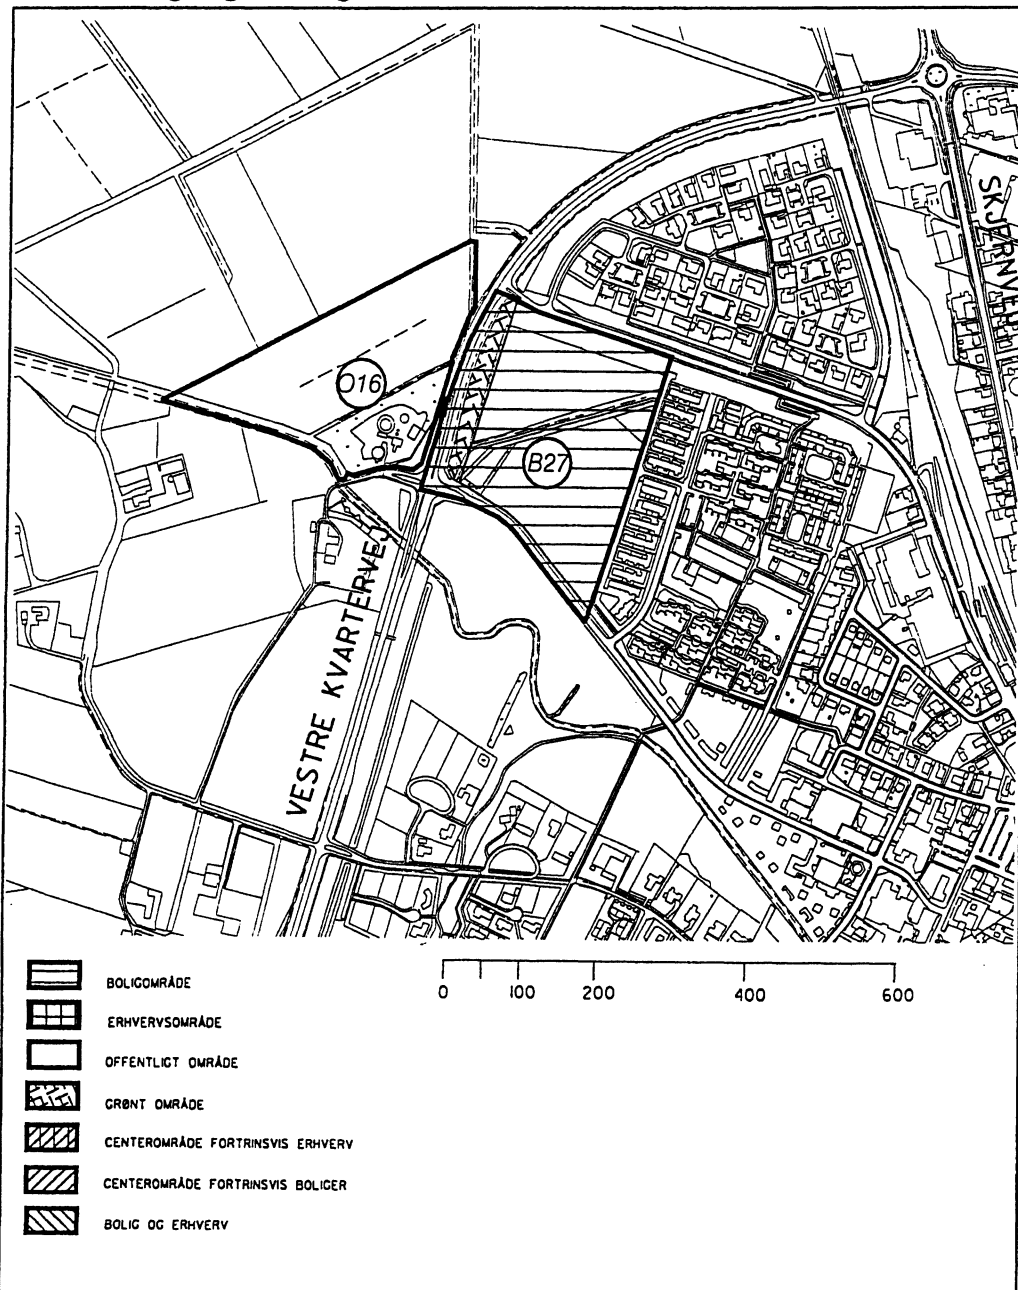 SKJERNVE
O16
B27
VESTRE KVARTERVEJ
0 100 200 400 600
BOLIGOMRÅDE
ERHVERVSOMRÅDE
OFFENTLIGT OMRÅDE
GRØNT OMRÅDE
CENTEROMRÅDE FORTRINSVIS ERHVERV
CENTEROMRÅDE FORTRINSVIS BOLIGER
BOLIG OG ERHVERV